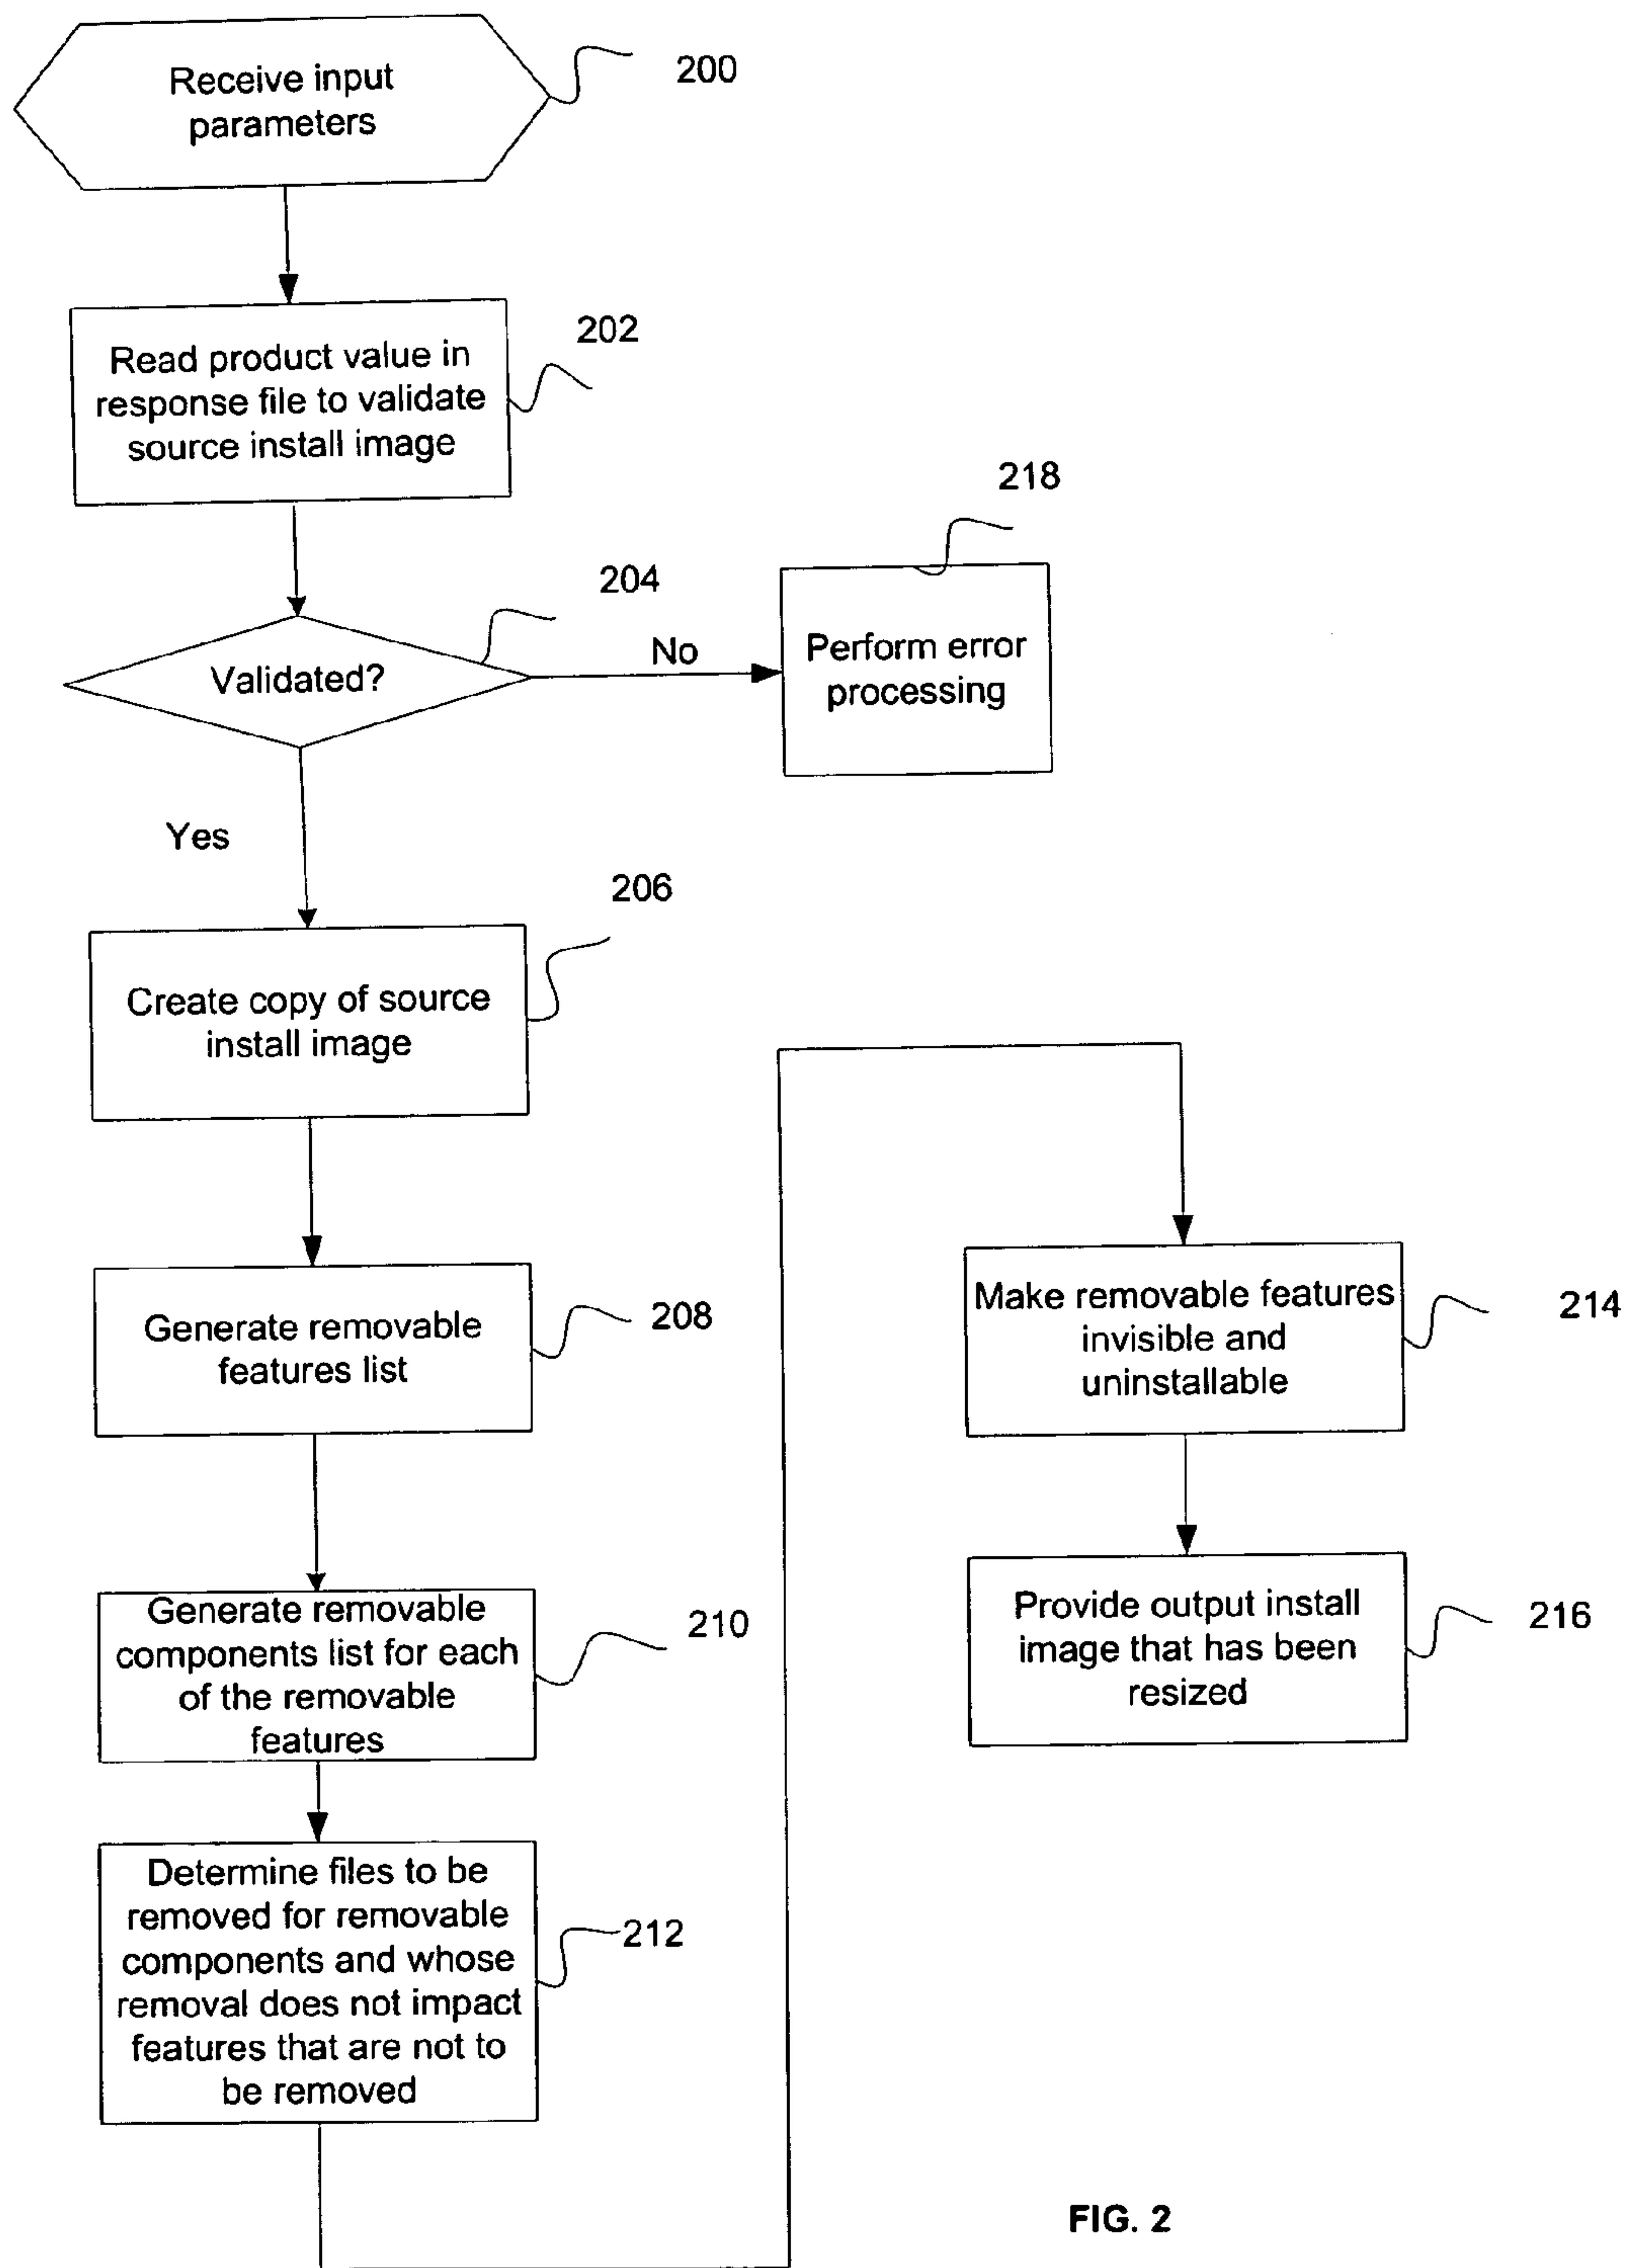 Receive input
parameters
200
Read product value in
response file to validate
source install image
202
Validated?
204
No
Perform error
processing
218
Yes
Create copy of source
install image
206
Generate removable
features list
208
Generate removable
components list for each
of the removable
features
210
Determine files to be
removed for removable
components and whose
removal does not impact
features that are not to
be removed
212
Make removable features
invisible and
uninstallable
214
Provide output install
image that has been
resized
216
FIG. 2